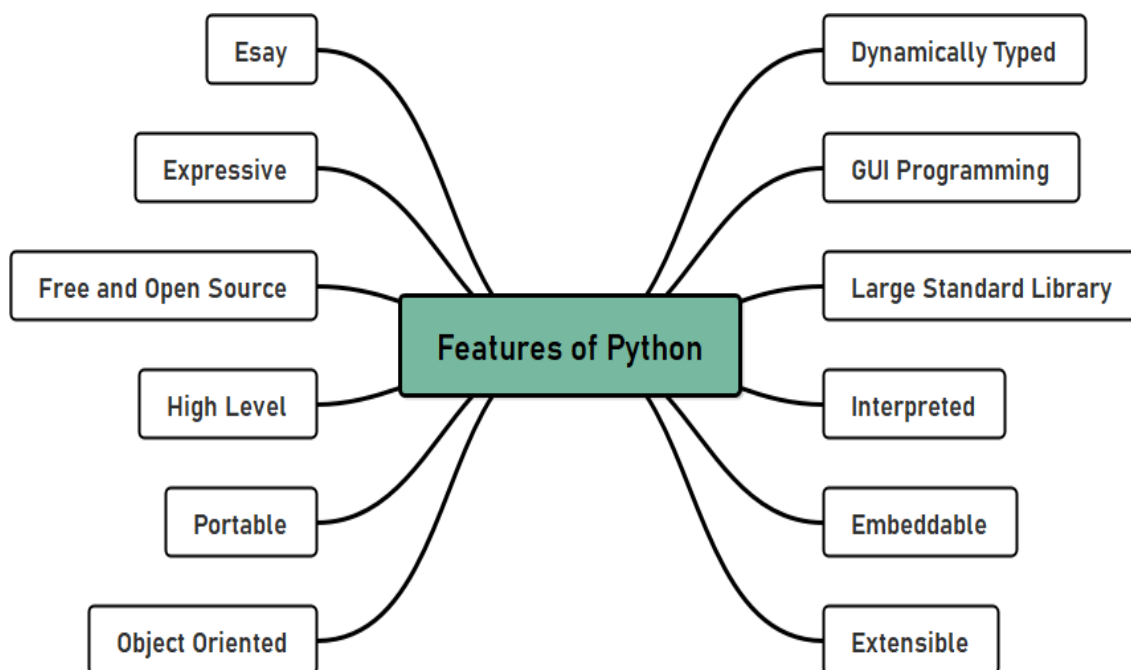 Esay
Expressive
Free and Open Source
High Level
Portable
Object Oriented
Features of Python
Dynamically Typed
GUI Programming
Large Standard Library
Interpreted
Embeddable
Extensible